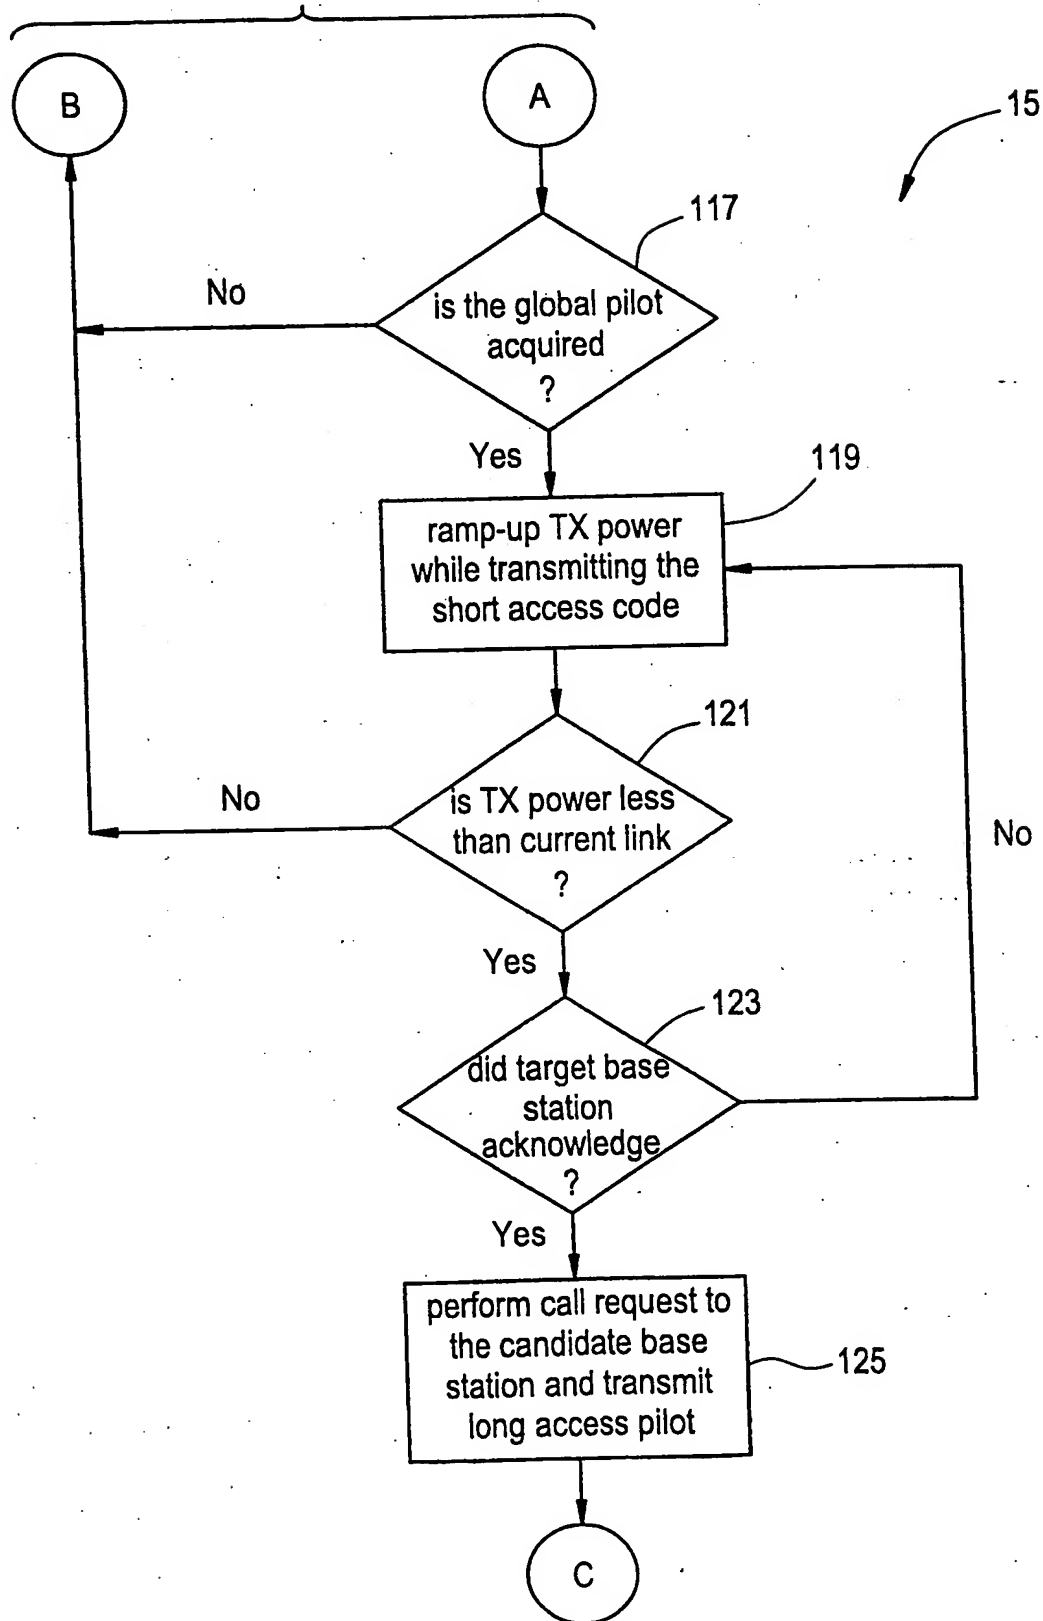 B
A
15
117
No
is the global pilot
acquired
?
Yes
119
ramp-up TX power
while transmitting the
short access code
121
No
is TX power less
than current link
?
No
Yes
123
did target base
station
acknowledge
?
Yes
perform call request to
the candidate base
station and transmit
long access pilot
125
C